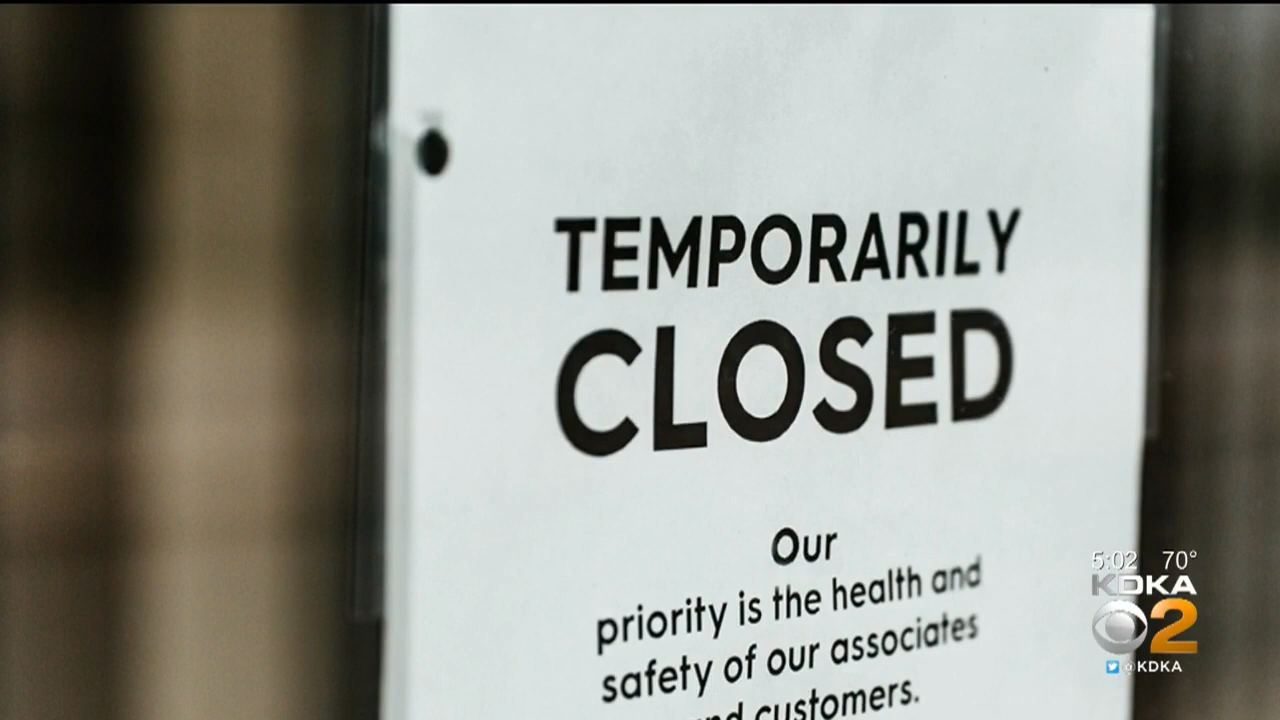 TEMPORARILY
CLOSED
Our
priority is the health and
safety of our associates
and customers.
5:02 70°
KDKA
2
@KDKA